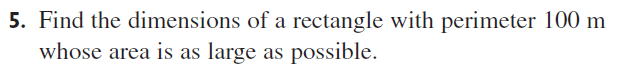 5. Find the dimensions of a rectangle with perimeter 100 m
whose area is as large as possible.